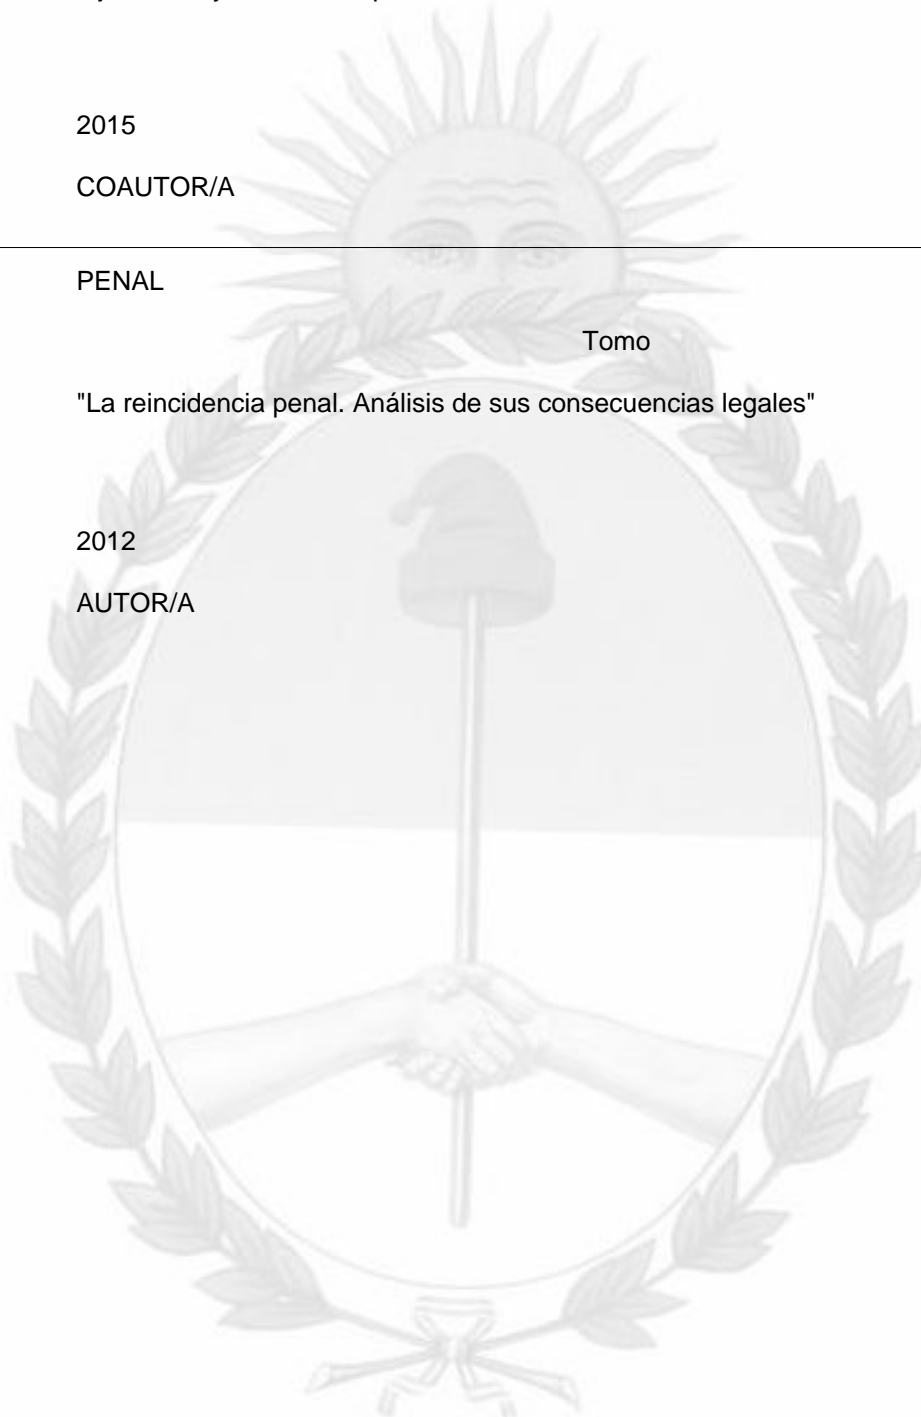 2015
COAUTOR/A
PENAL
Tomo
"La reincidencia penal. Análisis de sus consecuencias legales"
2012
AUTOR/A